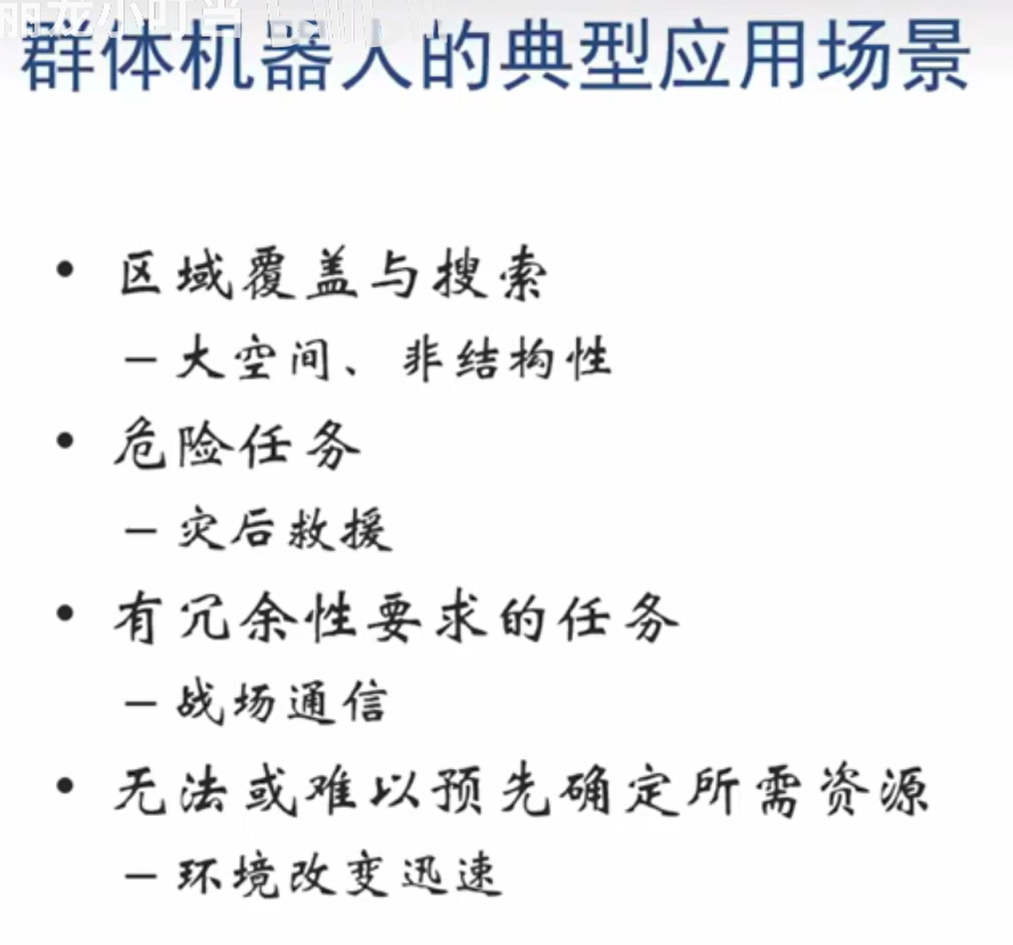 群体机器人的典型应用场景
• 区域覆盖与搜索
– 大空间、非结构性
• 危险任务
– 灾后救援
• 有冗余性要求的任务
– 战场通信
• 无法或难以预先确定所需资源
– 环境改变迅速